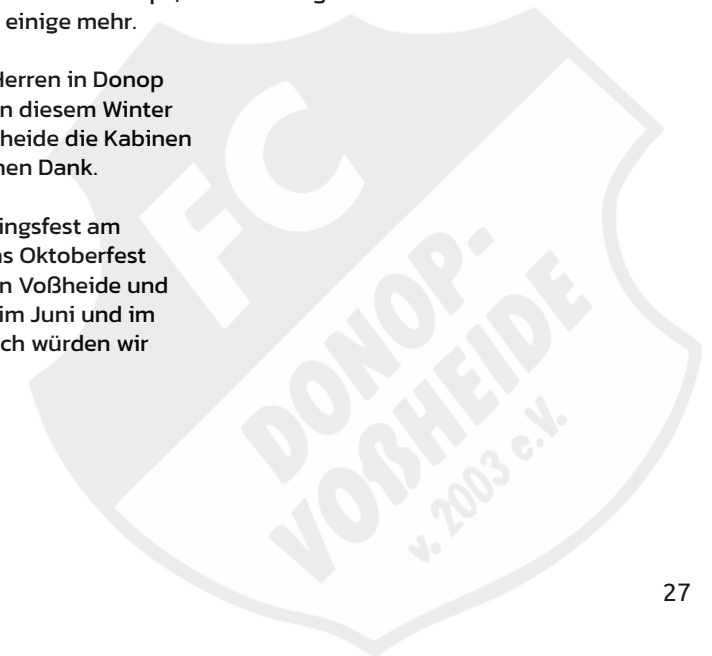 einige mehr.
Herren in Donop
n diesem Winter
heide die Kabinen
hen Dank.
ingsfest am
as Oktoberfest
n Voßheide und
im Juni und im
ch würden wir
FC
DONOP-
VOßHEIDE
v. 2003 e.V.
27